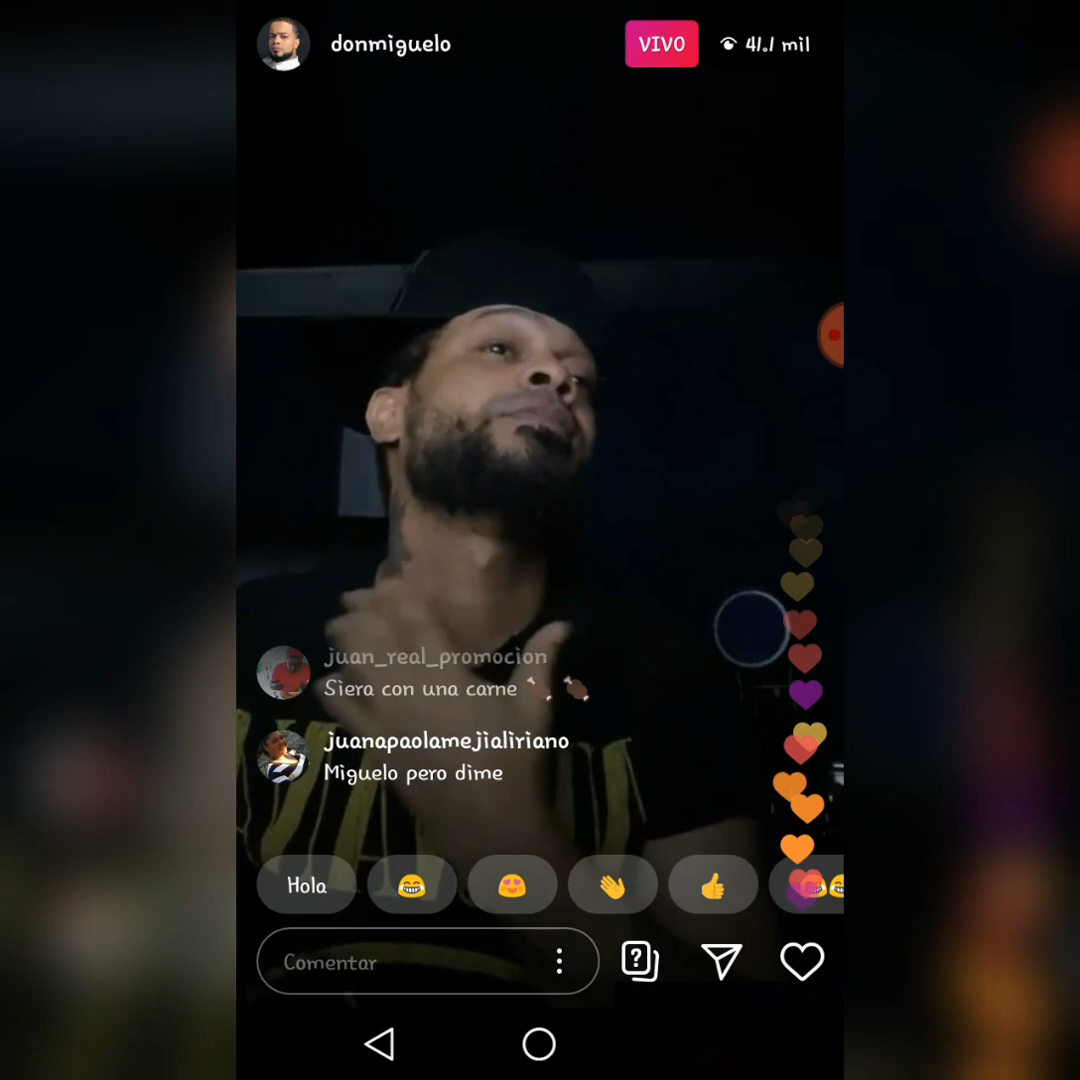 donmiguelo
VIVO
41.1 mil
juan_real_promocion
Siera con una carne
juanapaolamejialiriano
Miguelo pero dime
Hola
Comentar